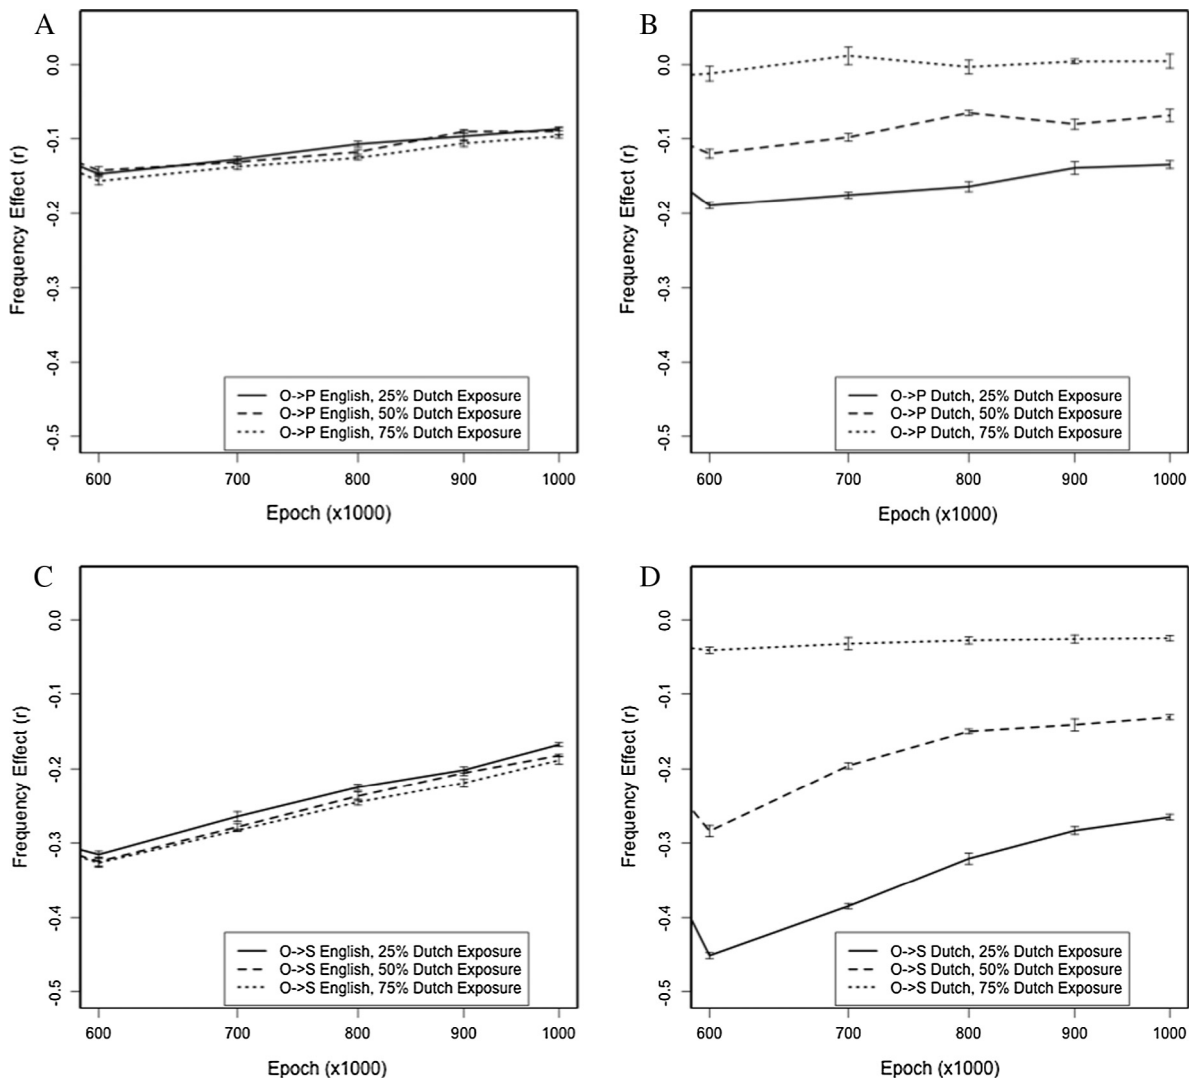 A
0.0
-0.1
-0.2
-0.3
-0.4
-0.5
Frequency Effect (r)
O->P English, 25% Dutch Exposure
O->P English, 50% Dutch Exposure
O->P English, 75% Dutch Exposure
600 700 800 900 1000
Epoch (x1000)
B
0.0
-0.1
-0.2
-0.3
-0.4
-0.5
Frequency Effect (r)
O->P Dutch, 25% Dutch Exposure
O->P Dutch, 50% Dutch Exposure
O->P Dutch, 75% Dutch Exposure
600 700 800 900 1000
Epoch (x1000)
C
0.0
-0.1
-0.2
-0.3
-0.4
-0.5
Frequency Effect (r)
O->S English, 25% Dutch Exposure
O->S English, 50% Dutch Exposure
O->S English, 75% Dutch Exposure
600 700 800 900 1000
Epoch (x1000)
D
0.0
-0.1
-0.2
-0.3
-0.4
-0.5
Frequency Effect (r)
O->S Dutch, 25% Dutch Exposure
O->S Dutch, 50% Dutch Exposure
O->S Dutch, 75% Dutch Exposure
600 700 800 900 1000
Epoch (x1000)